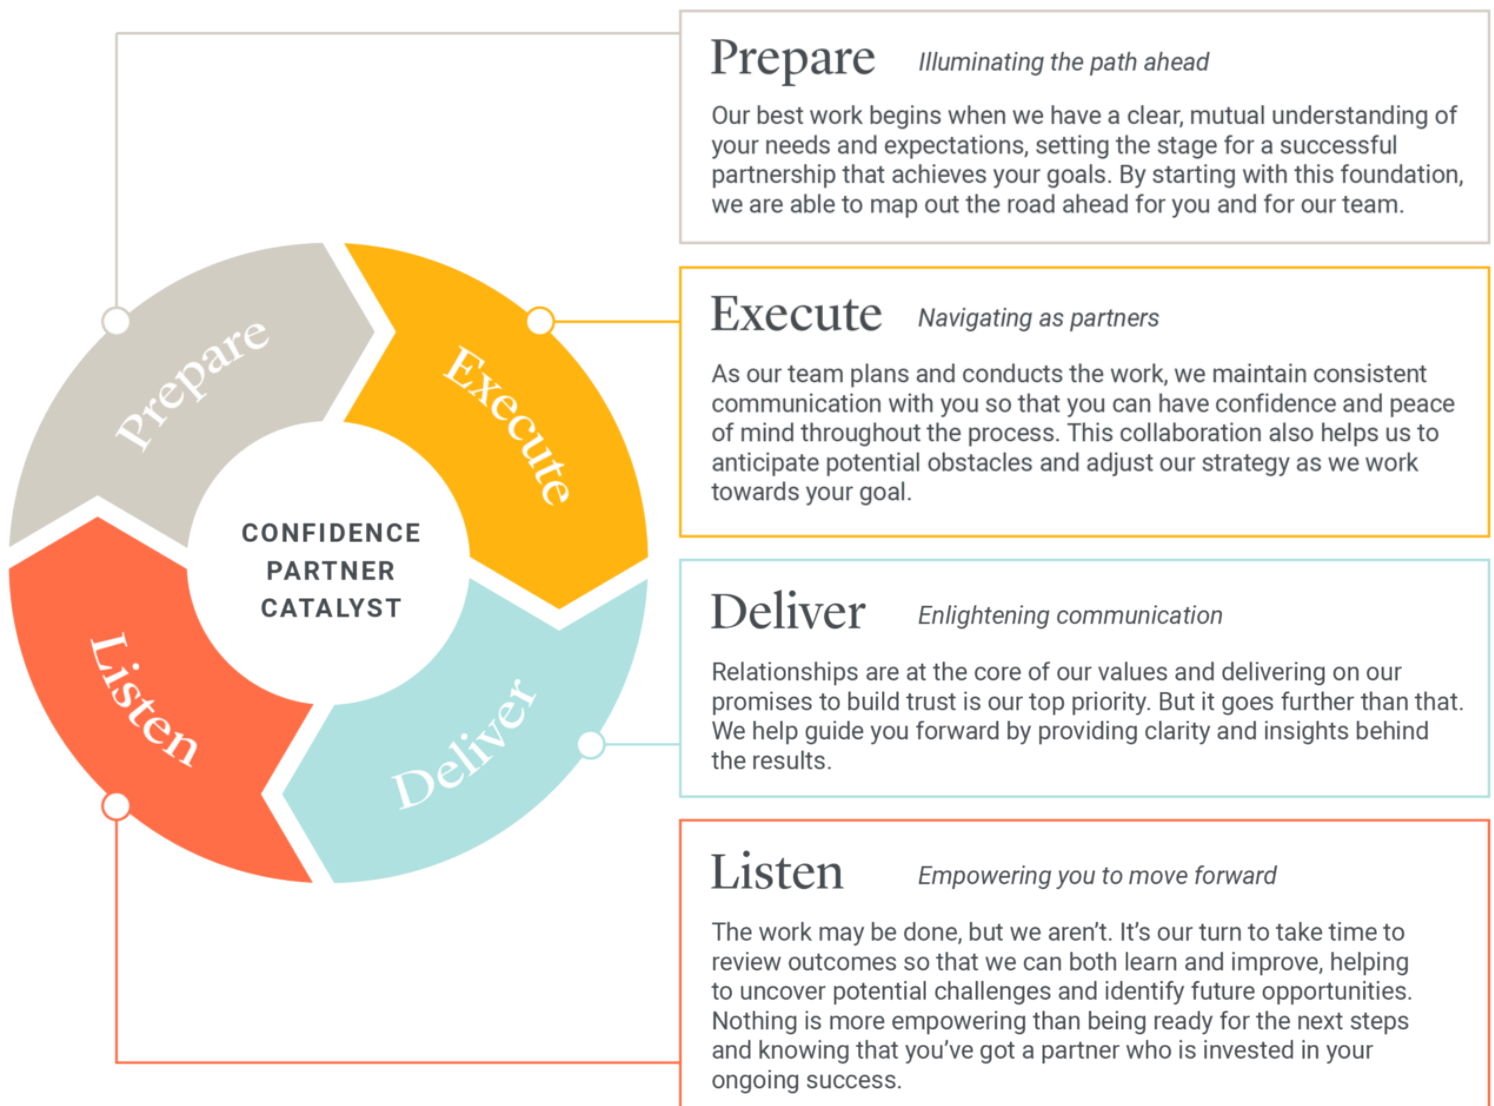 Prepare
Execute
Deliver
Listen
CONFIDENCE
PARTNER
CATALYST
Prepare Illuminating the path ahead
Our best work begins when we have a clear, mutual understanding of
your needs and expectations, setting the stage for a successful
partnership that achieves your goals. By starting with this foundation,
we are able to map out the road ahead for you and for our team.
Execute Navigating as partners
As our team plans and conducts the work, we maintain consistent
communication with you so that you can have confidence and peace
of mind throughout the process. This collaboration also helps us to
anticipate potential obstacles and adjust our strategy as we work
towards your goal.
Deliver Enlightening communication
Relationships are at the core of our values and delivering on our
promises to build trust is our top priority. But it goes further than that.
We help guide you forward by providing clarity and insights behind
the results.
Listen Empowering you to move forward
The work may be done, but we aren’t. It’s our turn to take time to
review outcomes so that we can both learn and improve, helping
to uncover potential challenges and identify future opportunities.
Nothing is more empowering than being ready for the next steps
and knowing that you’ve got a partner who is invested in your
ongoing success.